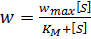 w = w_max[S] / K_M+[S]